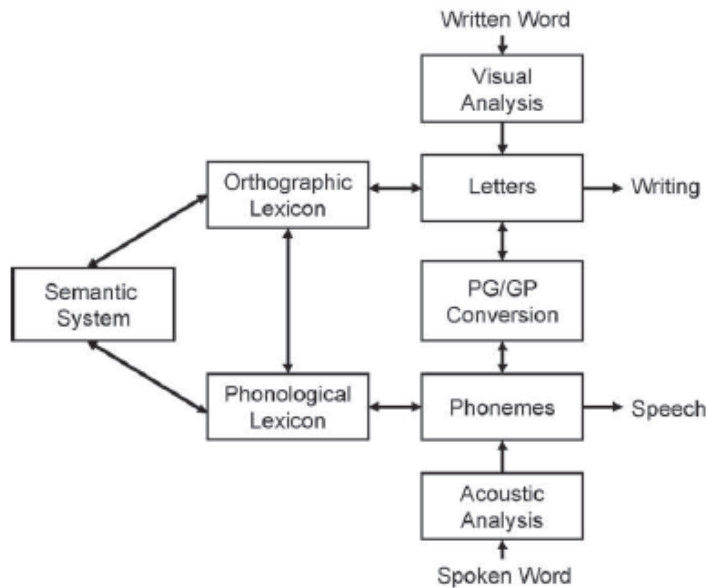 Written Word
Visual
Analysis
Orthographic
Lexicon
Letters
Writing
Semantic
System
PG/GP
Conversion
Phonological
Lexicon
Phonemes
Speech
Acoustic
Analysis
Spoken Word